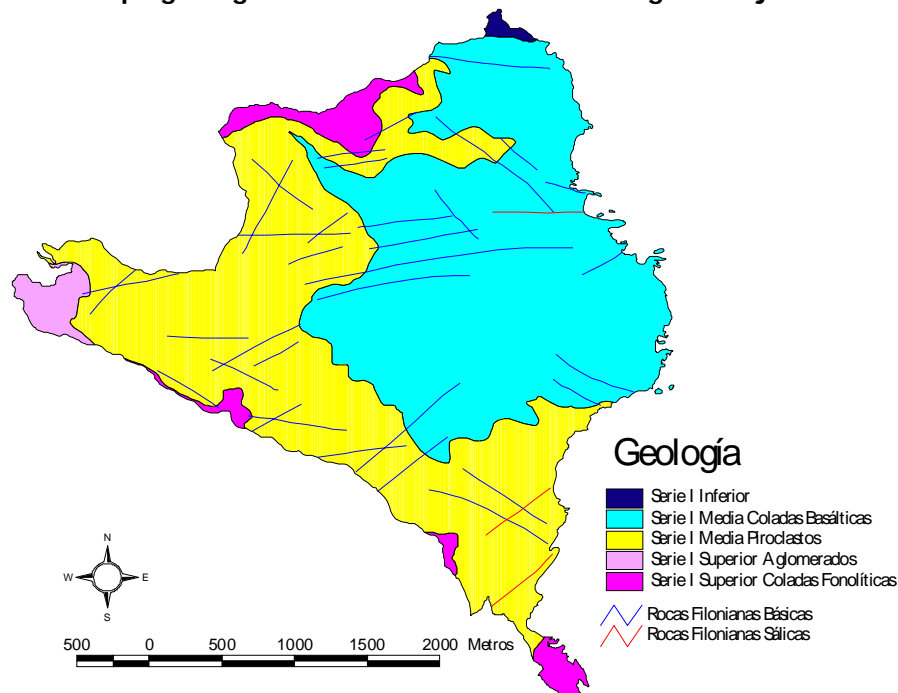 Geología
Serie I Inferior
Serie I Media Coladas Basálticas
Serie I Media Piroclastos
Serie I Superior Aglomerados
Serie I Superior Coladas Fonolíticas
Rocas Filonianas Básicas
Rocas Filonianas Sálicas
N
W E
S
500 0 500 1000 1500 2000 Metros